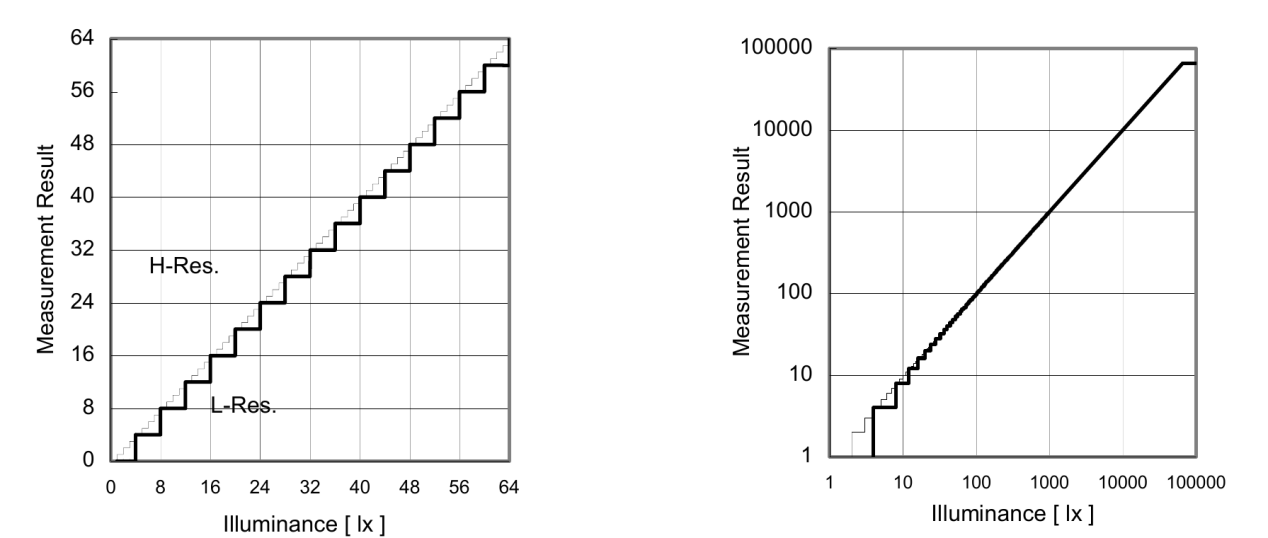 64
56
48
40
32
24
16
8
0
Measurement Result
H-Res.
L-Res.
0 8 16 24 32 40 48 56 64
Illuminance [ lx ]
100000
10000
1000
100
10
1
Measurement Result
1 10 100 1000 10000 100000
Illuminance [ lx ]